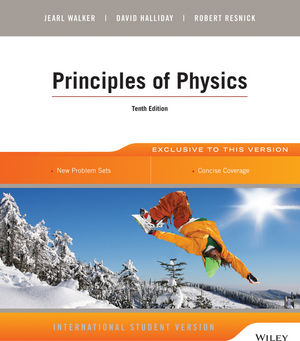 JEARL WALKER | DAVID HALLIDAY | ROBERT RESNICK
Principles of Physics
Tenth Edition
EXCLUSIVE TO THIS VERSION
• New Problem Sets • Concise Coverage
INTERNATIONAL STUDENT VERSION
WILEY